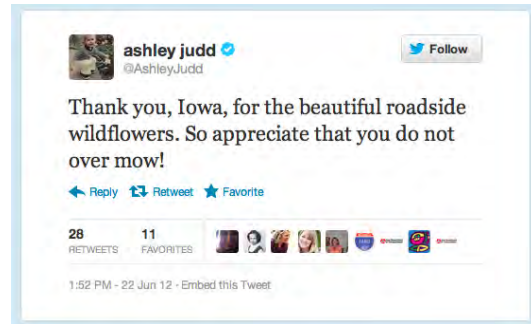 ashley judd
Follow
@AshleyJudd
Thank you, Iowa, for the beautiful roadside
wildflowers. So appreciate that you do not
over mow!
Reply Retweet Favorite
28 11
RETWEETS FAVORITES
1:52 PM - 22 Jun 12 · Embed this Tweet